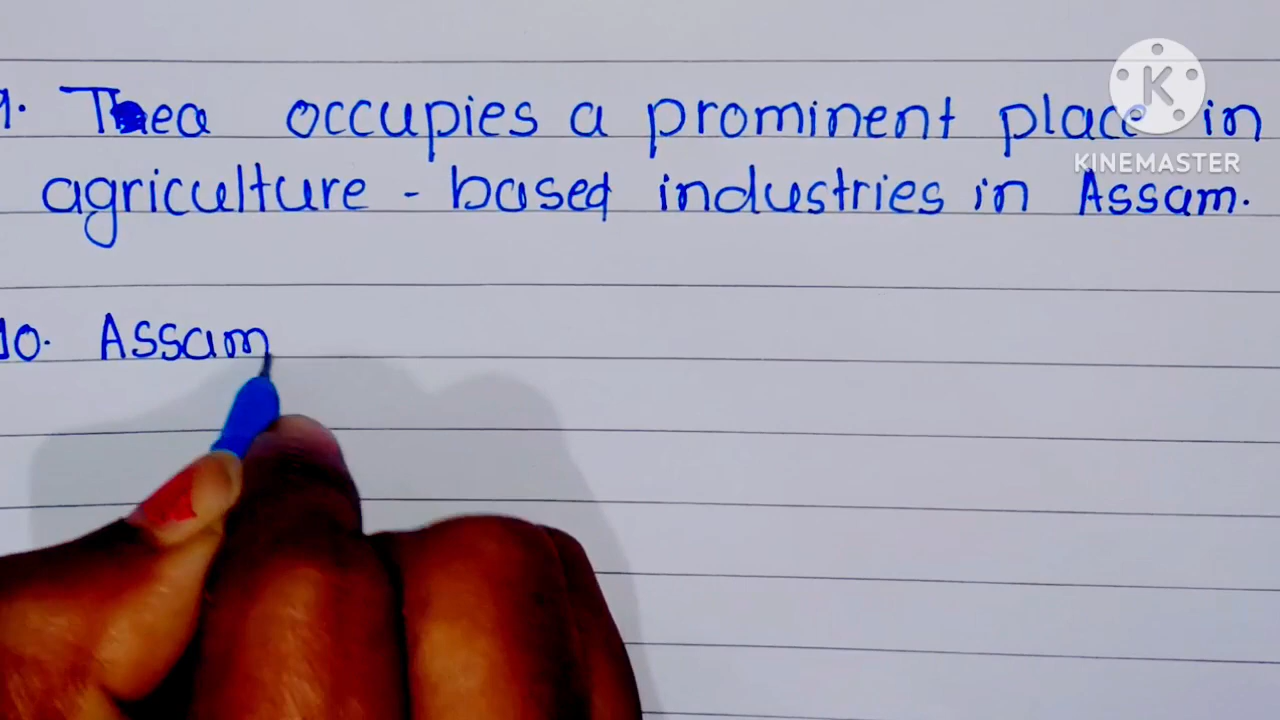 9. Tea occupies a prominent place in
agriculture - based industries in Assam.
10. Assam
K
KINEMASTER